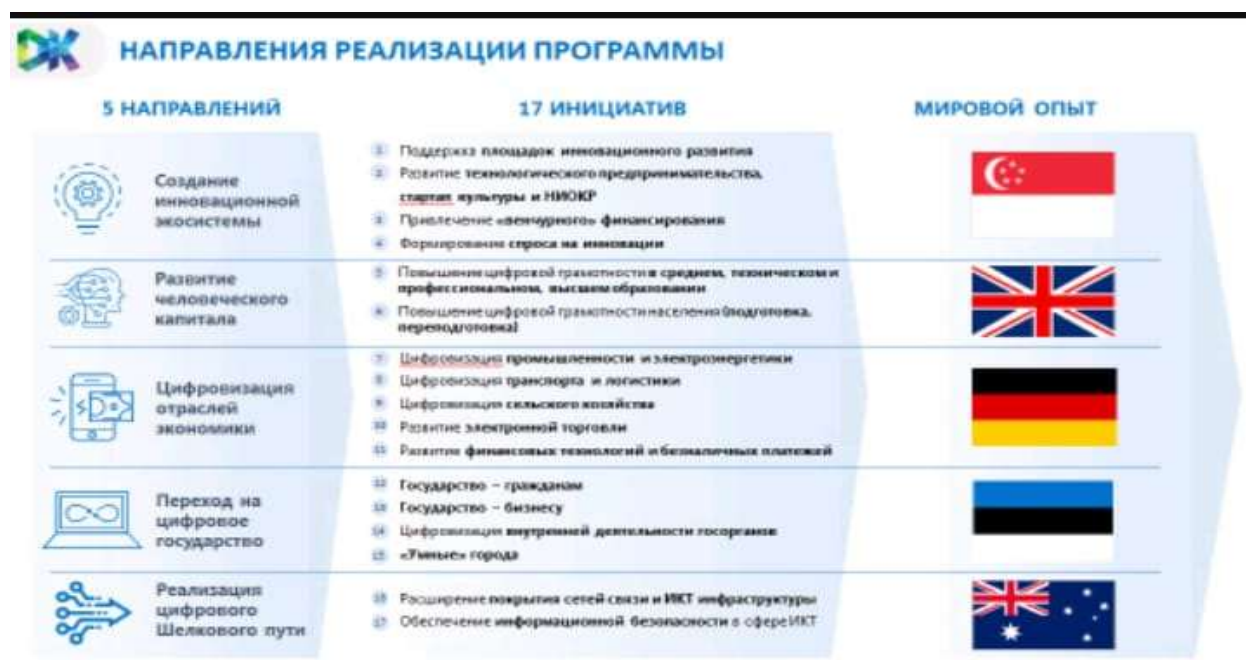 DK
НАПРАВЛЕНИЯ РЕАЛИЗАЦИИ ПРОГРАММЫ
5 НАПРАВЛЕНИЙ
17 ИНИЦИАТИВ
МИРОВОЙ ОПЫТ
Создание
инновационной
экосистемы
1 Поддержка площадок инновационного развития
2 Развитие технологического предпринимательства,
стартап культуры и НИОКР
3 Привлечение «венчурного» финансирования
4 Формирование спроса на инновации
Развитие
человеческого
капитала
5 Повышение цифровой грамотности в среднем, техническом и
профессиональном, высшем образовании
6 Повышение цифровой грамотности населения (подготовка,
переподготовка)
Цифровизация
отраслей
экономики
7 Цифровизация промышленности и электроэнергетики
8 Цифровизация транспорта и логистики
9 Цифровизация сельского хозяйства
10 Развитие электронной торговли
11 Развитие финансовых технологий и безналичных платежей
Переход на
цифровое
государство
12 Государство – гражданам
13 Государство – бизнесу
14 Цифровизация внутренней деятельности госорганов
15 «Умные» города
Реализация
цифрового
Шелкового пути
16 Расширение покрытия сетей связи и ИКТ инфраструктуры
17 Обеспечение информационной безопасности в сфере ИКТ